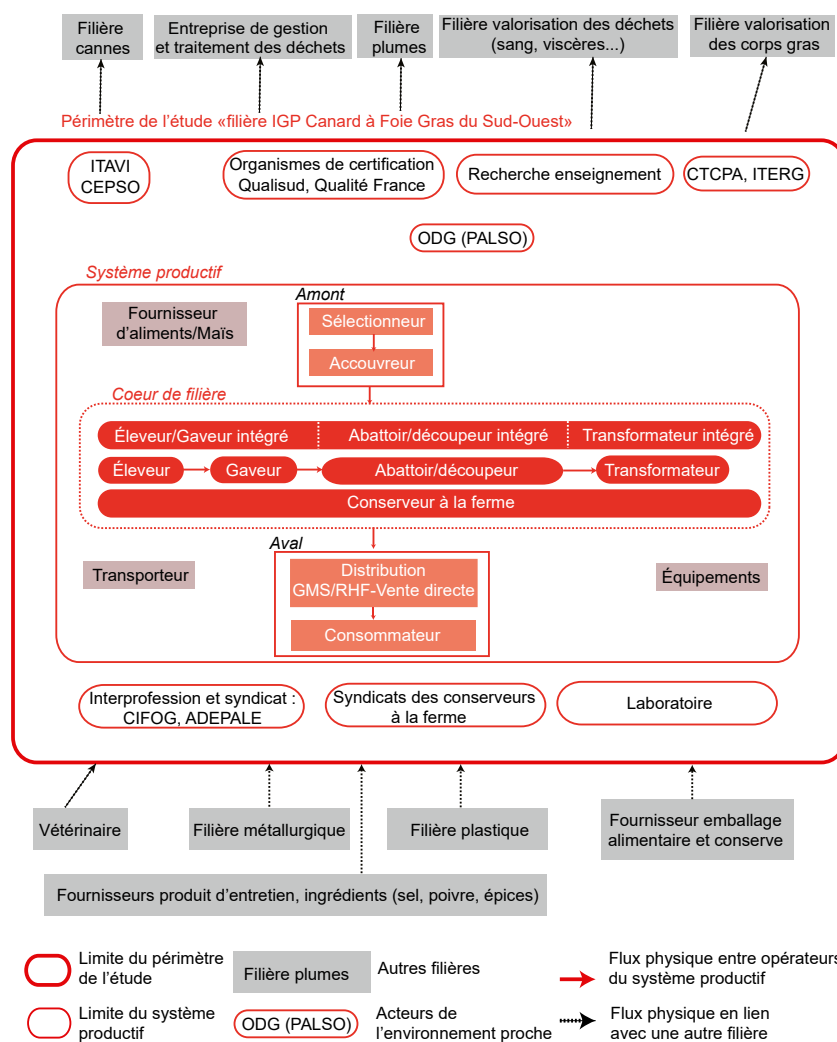 Filière
cannes
Entreprise de gestion
et traitement des déchets
Filière
plumes
Filière valorisation des déchets
(sang, viscères...)
Filière valorisation
des corps gras
Périmètre de l'étude «filière IGP Canard à Foie Gras du Sud-Ouest»
ITAVI
CEPSO
Organismes de certification
Qualisud, Qualité France
Recherche enseignement
CTCPA, ITERG
ODG (PALSO)
Système productif
Fournisseur
d'aliments/Maïs
Amont
Sélectionneur
Accouvreur
Coeur de filière
Éleveur/Gaveur intégré
Abattoir/découpeur intégré
Transformateur intégré
Éleveur
Gaveur
Abattoir/découpeur
Transformateur
Conserveur à la ferme
Aval
Transporteur
Distribution
GMS/RHF-Vente directe
Consommateur
Équipements
Interprofession et syndicat :
CIFOG, ADEPALE
Syndicats des conserveurs
à la ferme
Laboratoire
Vétérinaire
Filière métallurgique
Filière plastique
Fournisseur emballage
alimentaire et conserve
Fournisseurs produit d'entretien, ingrédients (sel, poivre, épices)
Limite du périmètre
de l'étude
Filière plumes
Autres filières
Flux physique entre opérateurs
du système productif
Limite du système
productif
ODG (PALSO)
Acteurs de
l'environnement proche
Flux physique en lien
avec une autre filière